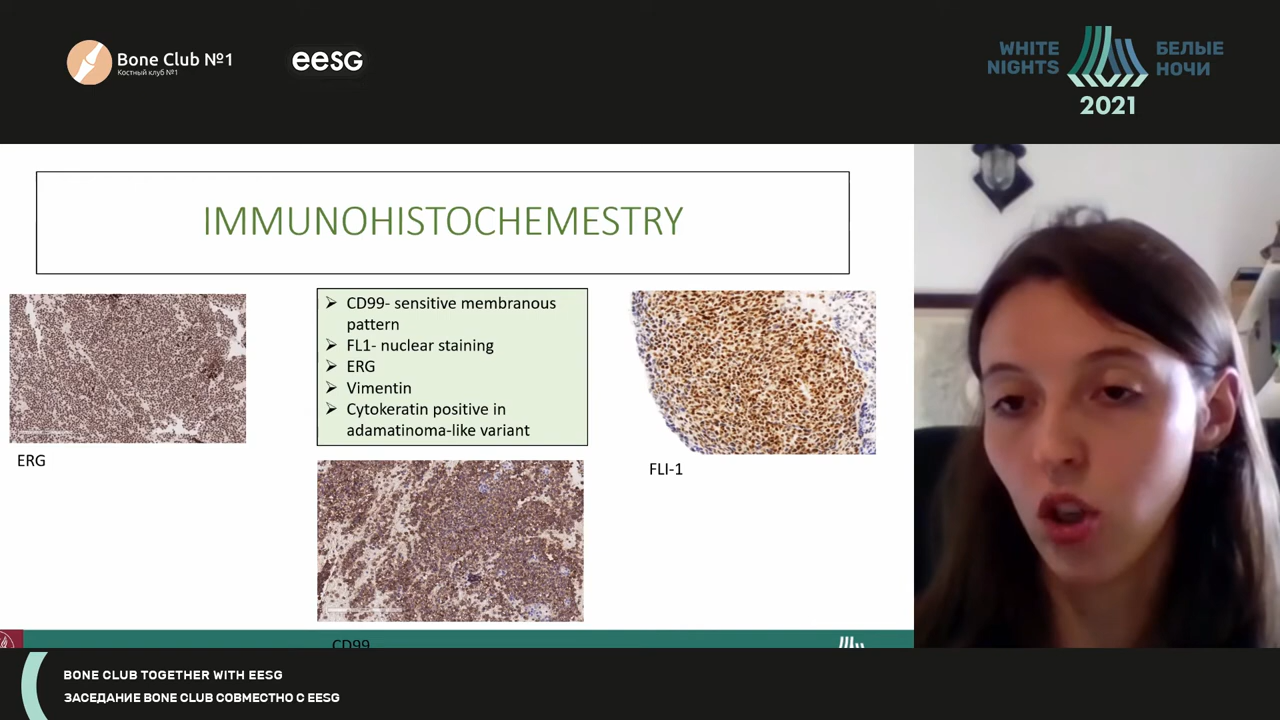 Bone Club №1
Костный клуб №1
eesg
WHITE NIGHTS
БЕЛЫЕ НОЧИ
2021
IMMUNOHISTOCHEMESTRY
CD99- sensitive membranous
pattern
FL1- nuclear staining
ERG
Vimentin
Cytokeratin positive in
adamatinoma-like variant
ERG
FLI-1
CD99
BONE CLUB TOGETHER WITH EESG
ЗАСЕДАНИЕ BONE CLUB СОВМЕСТНО С EESG